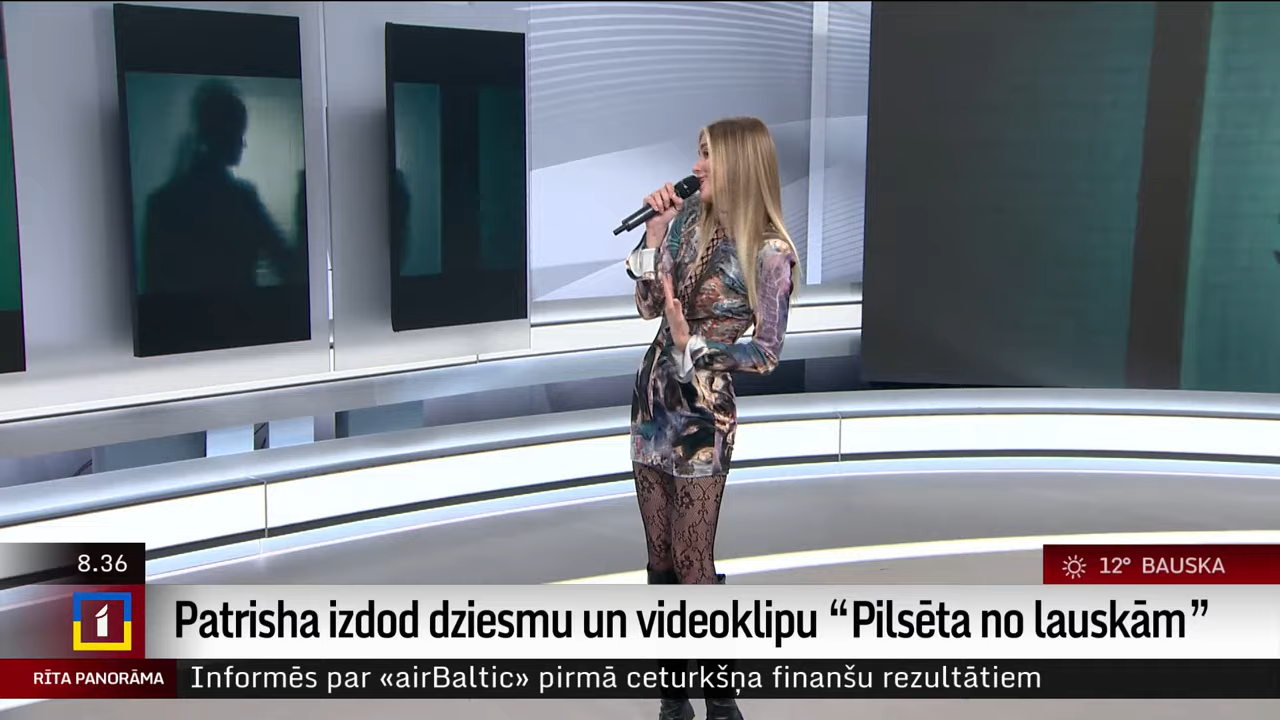 8.36
12° BAUSKA
1
Patrisha izdod dziesmu un videoklipu “Pilsēta no lauskām”
RĪTA PANORĀMA
Informēs par «airBaltic» pirmā ceturkšņa finanšu rezultātiem